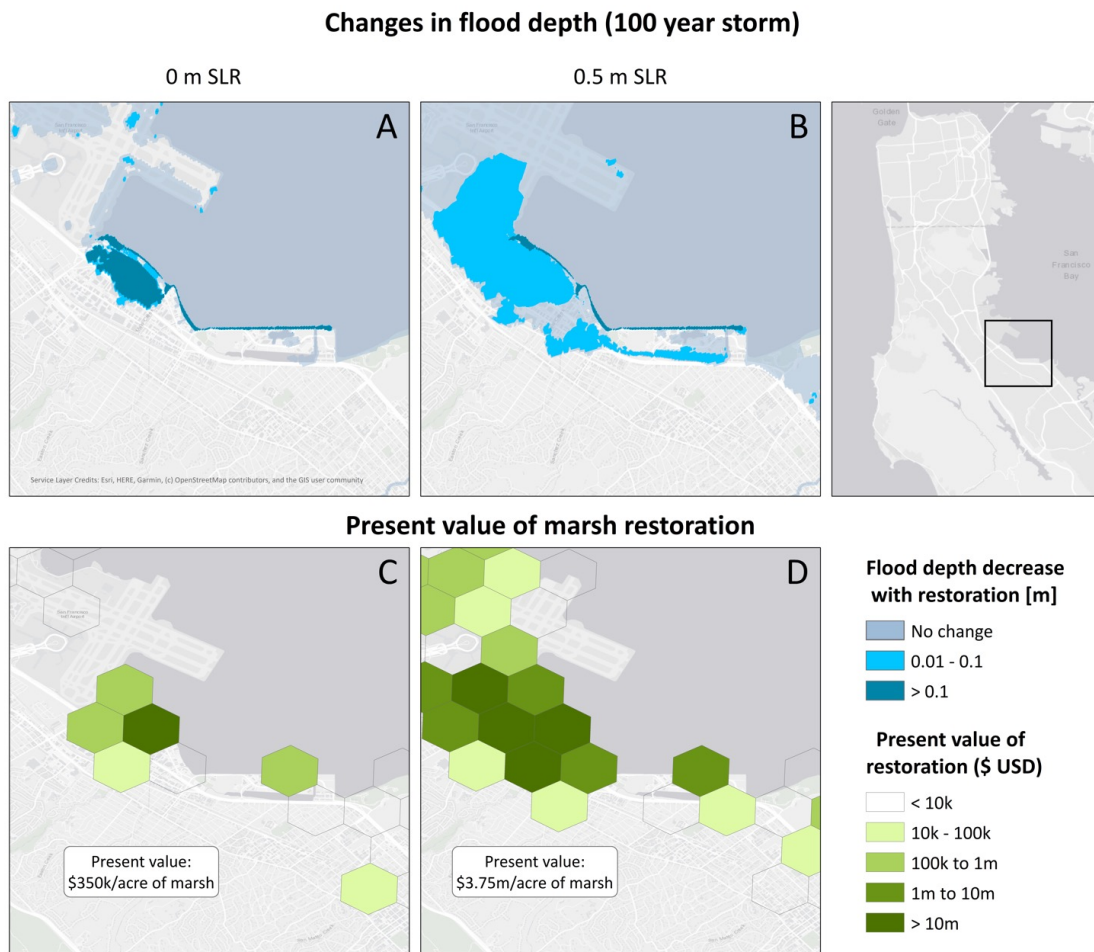 Changes in flood depth (100 year storm)
0 m SLR
0.5 m SLR
A
B
Golden
Gate
San
Francisco
Bay
Service Layer Credits: Esri, HERE, Garmin, (c) OpenStreetMap contributors, and the GIS user community
Present value of marsh restoration
C
D
Present value:
$350k/acre of marsh
Present value:
$3.75m/acre of marsh
Flood depth decrease
with restoration [m]
No change
0.01 - 0.1
> 0.1
Present value of
restoration ($ USD)
< 10k
10k - 100k
100k to 1m
1m to 10m
> 10m